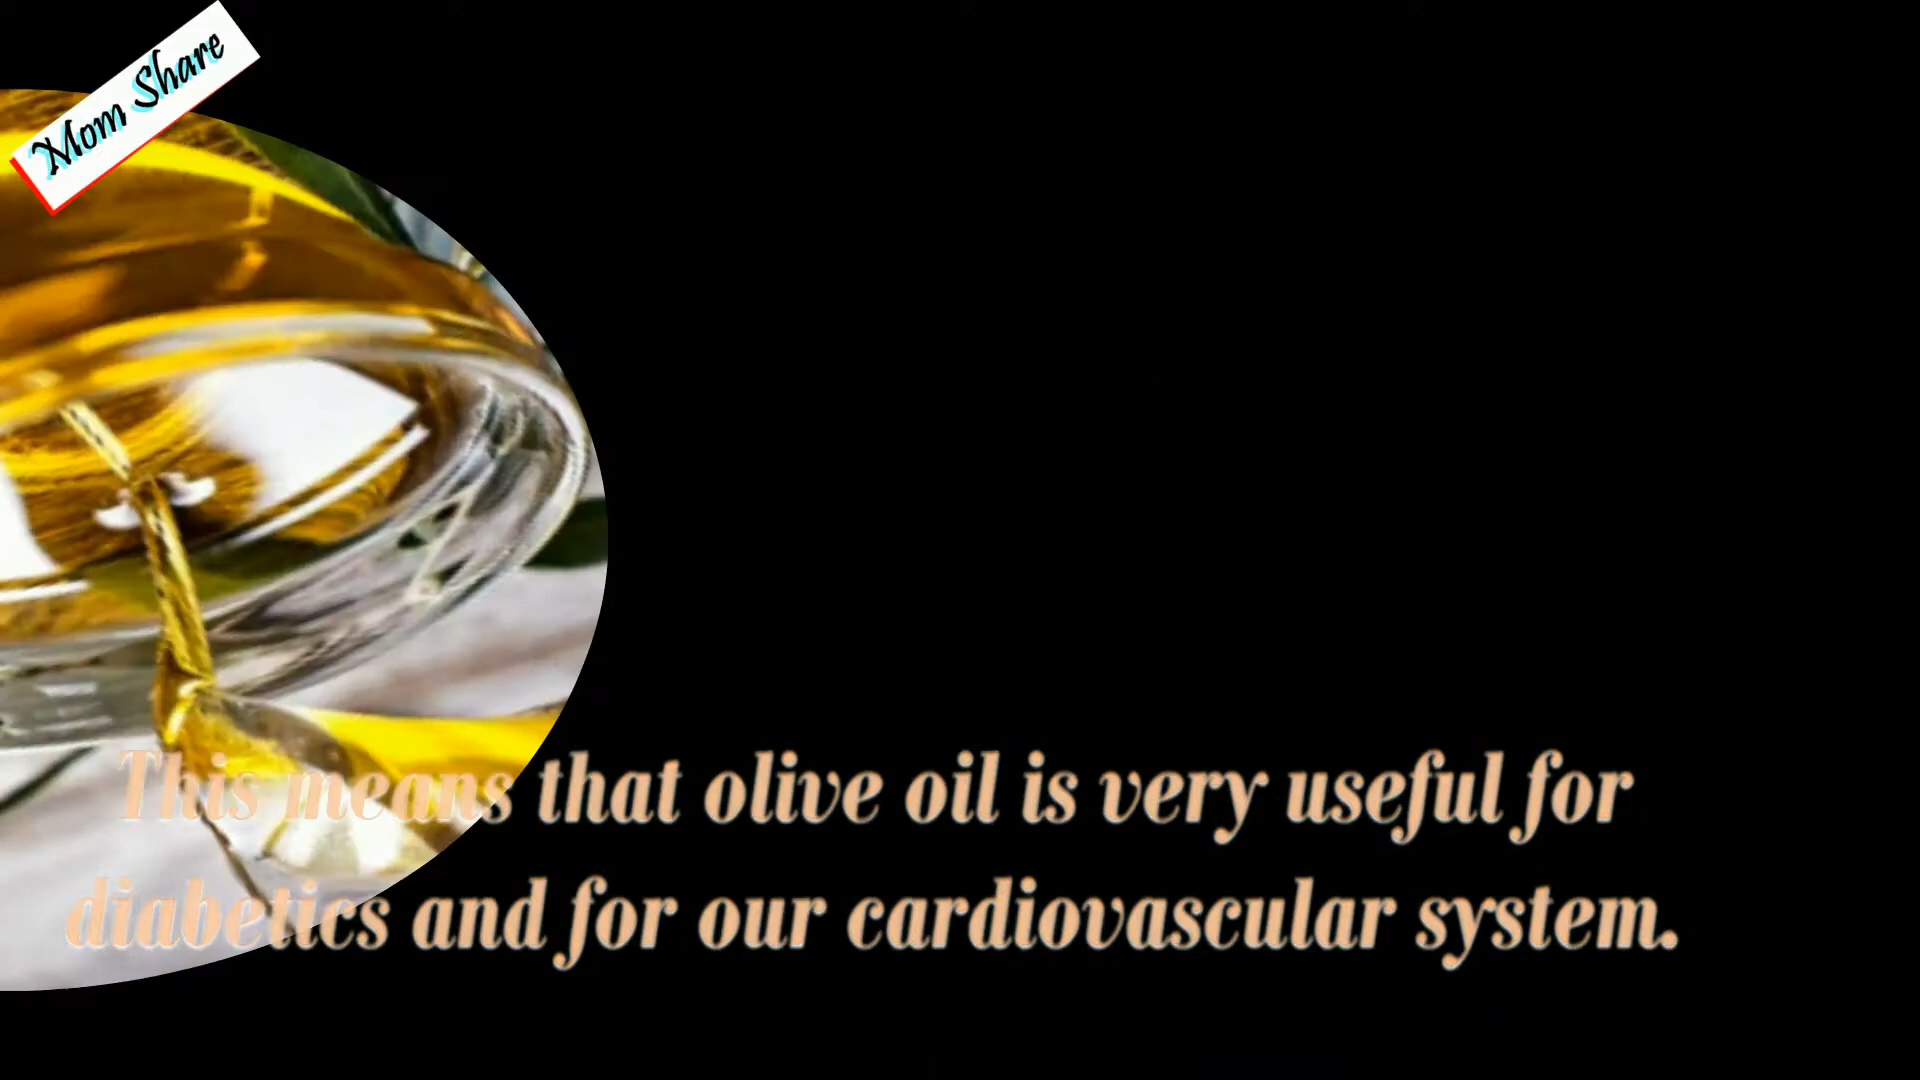 Mom Share
This means that olive oil is very useful for
diabetics and for our cardiovascular system.